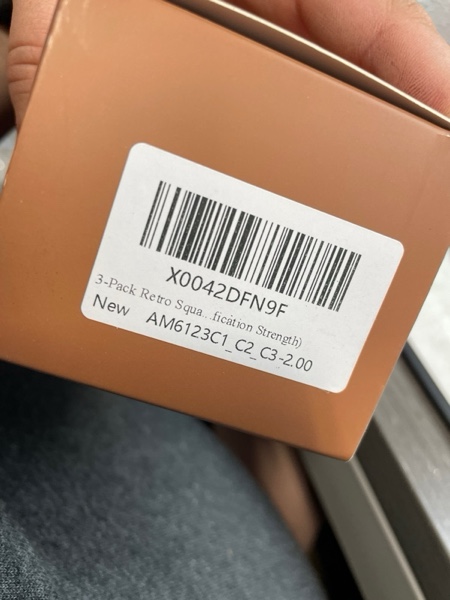 X0042DFN9F
3-Pack Retro Squa...fication Strength)
New AM6123C1_C2_C3-2.00